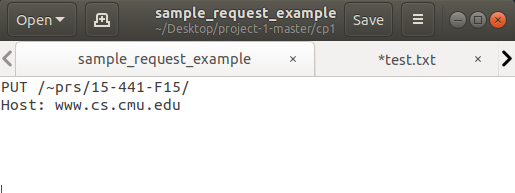 Open
sample_request_example
~/Desktop/project-1-master/cp1
Save
sample_request_example ×
*test.txt ×
PUT /~prs/15-441-F15/
Host: www.cs.cmu.edu